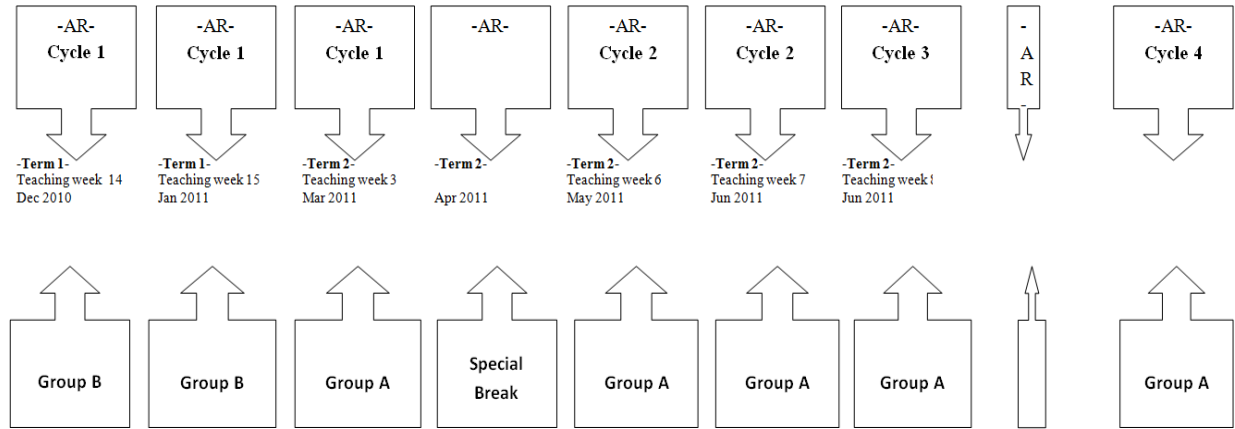 -AR-
Cycle 1
-AR-
Cycle 1
-AR-
Cycle 1
-AR-
-AR-
Cycle 2
-AR-
Cycle 2
-AR-
Cycle 3
-
A
R
-
-AR-
Cycle 4
-Term 1-
Teaching week 14
Dec 2010
-Term 1-
Teaching week 15
Jan 2011
-Term 2-
Teaching week 3
Mar 2011
-Term 2-
Apr 2011
-Term 2-
Teaching week 6
May 2011
-Term 2-
Teaching week 7
Jun 2011
-Term 2-
Teaching week
Jun 2011
Group B
Group B
Group A
Special
Break
Group A
Group A
Group A
Group A